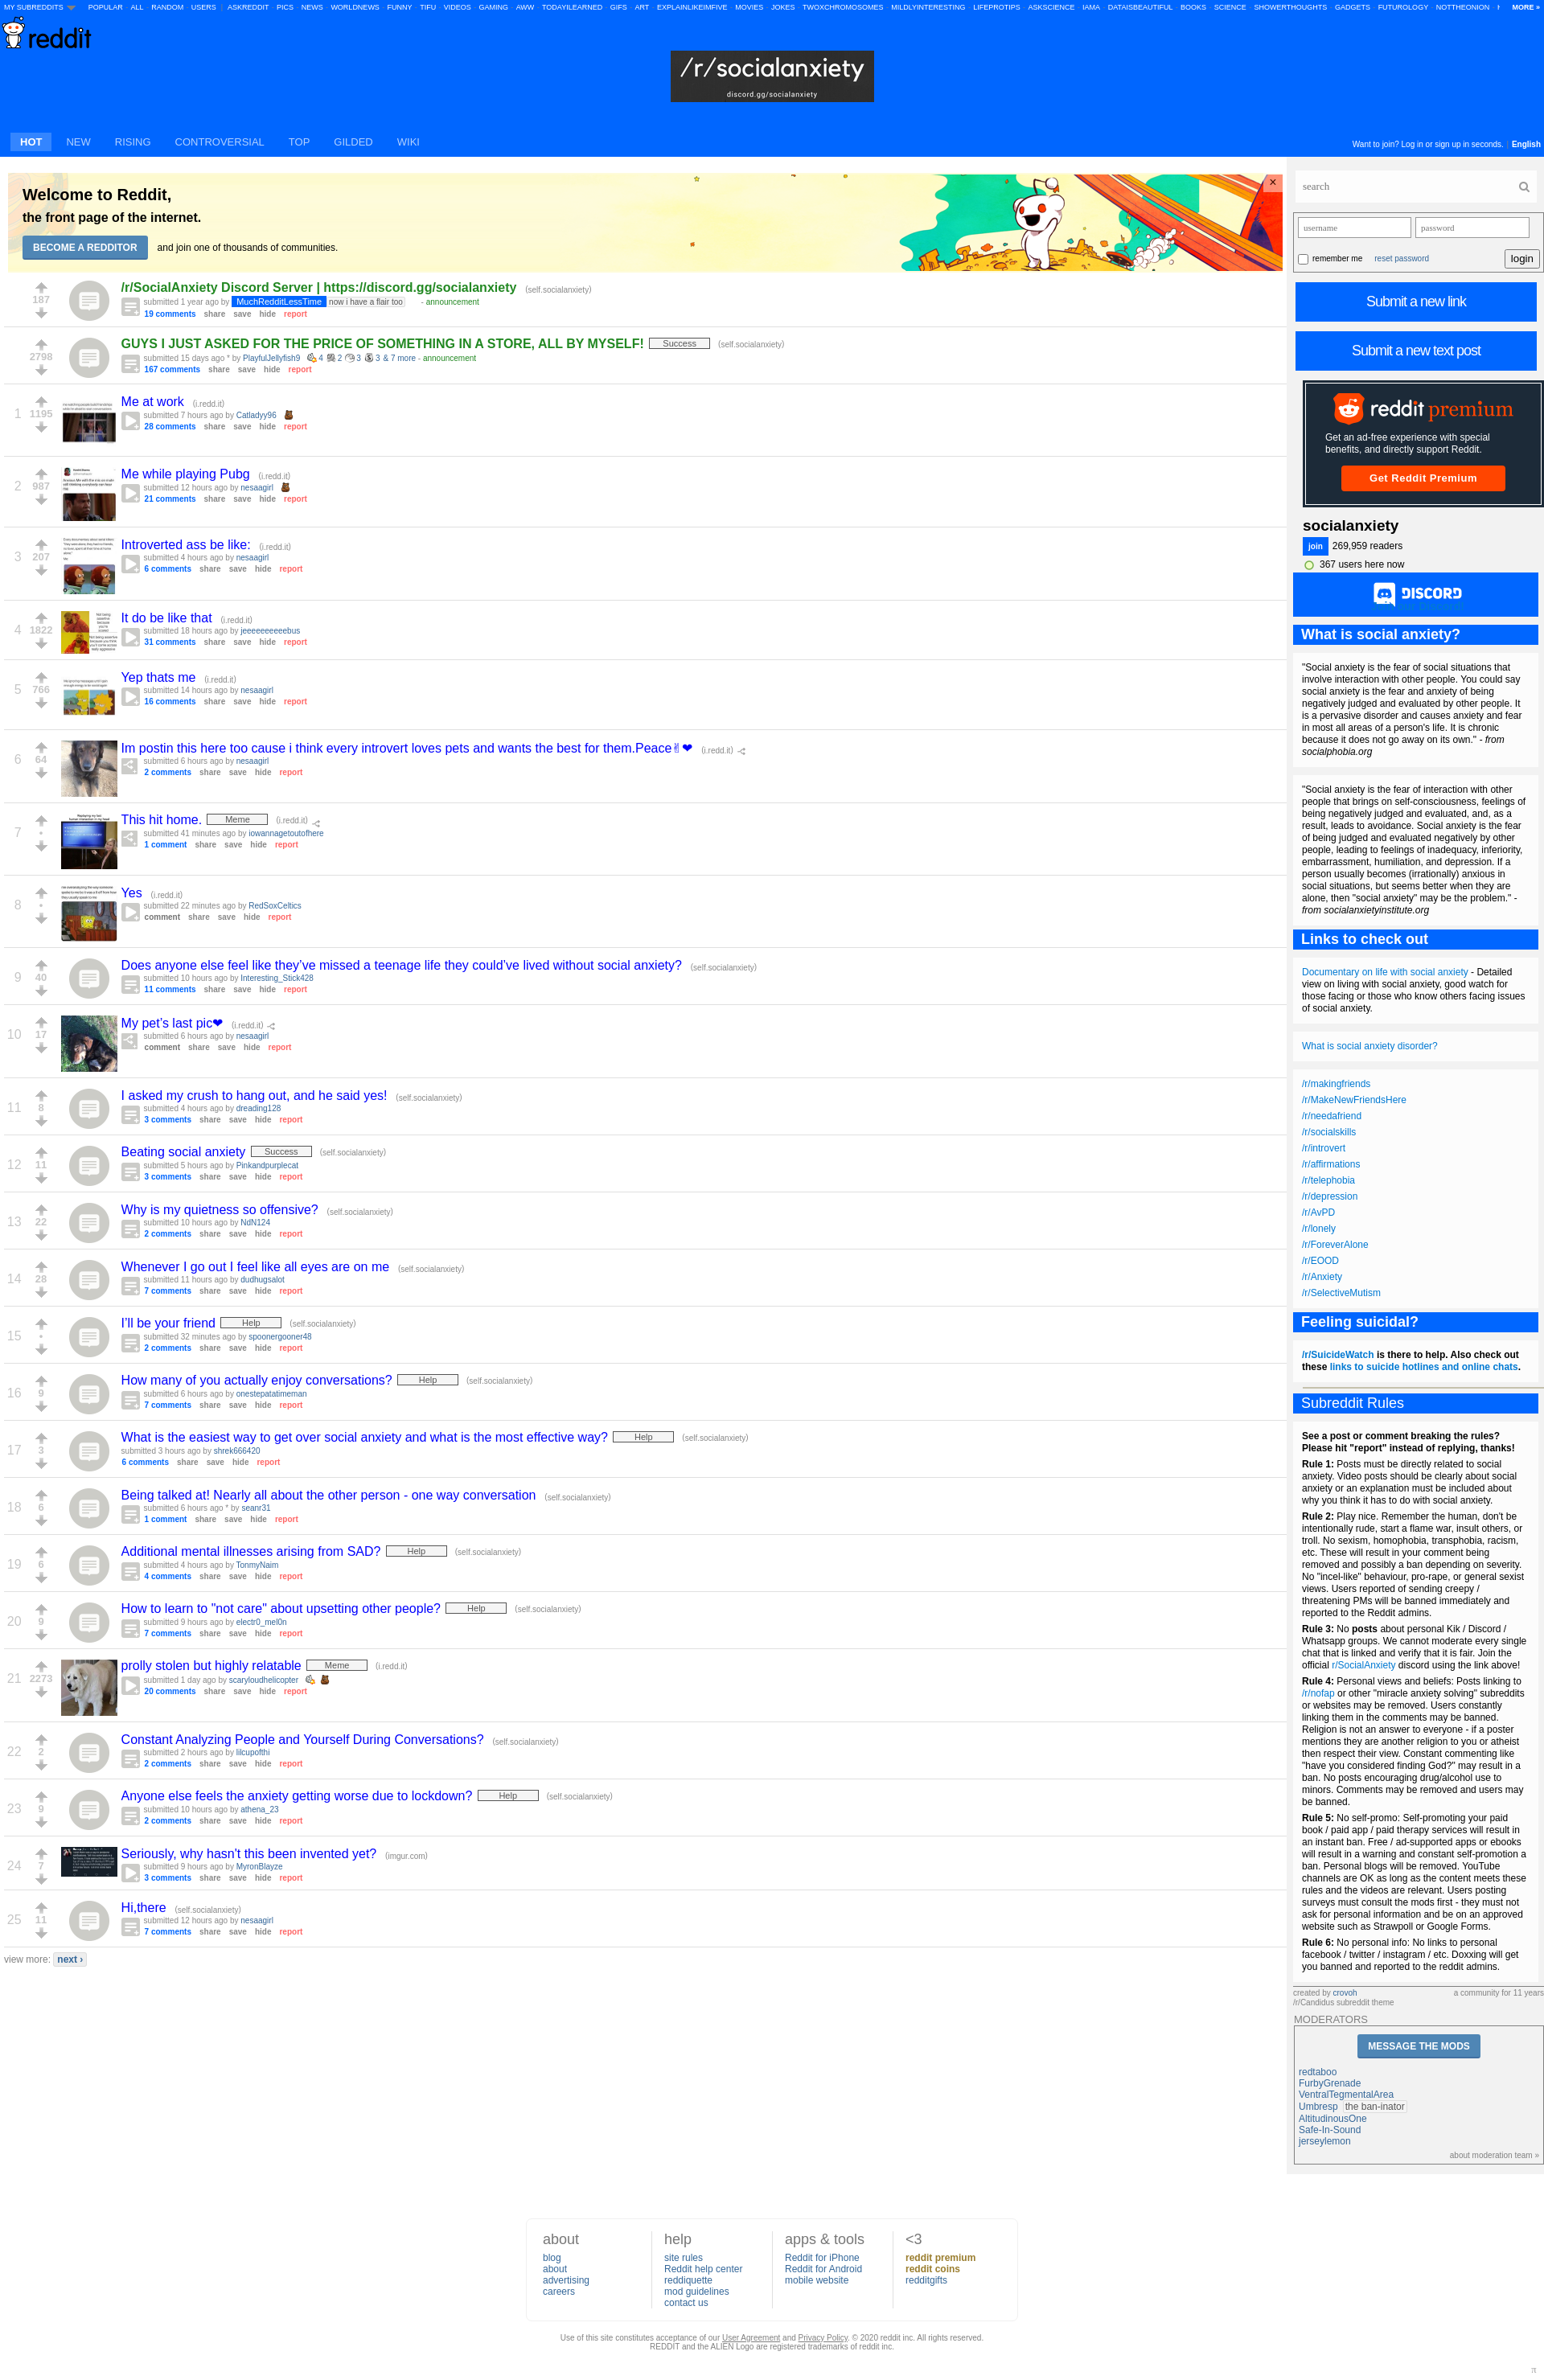 MY SUBREDDITS POPULAR - ALL - RANDOM - USERS | ASKREDDIT - PICS - NEWS - WORLDNEWS - FUNNY - TIFU - VIDEOS - GAMING - AWW - TODAYILEARNED - GIFS - ART - EXPLAINLIKEIMFIVE - MOVIES - JOKES - TWOXCHROMOSOMES - MILDLYINTERESTING - LIFEPROTIPS - ASKSCIENCE - IAMA - DATAISBEAUTIFUL - BOOKS - SCIENCE - SHOWERTHOUGHTS - GADGETS - FUTUROLOGY - NOTTHEONION MORE »
reddit
/r/socialanxiety
discord.gg/socialanxiety
HOT NEW RISING CONTROVERSIAL TOP GILDED WIKI
Want to join? Log in or sign up in seconds. | English
Welcome to Reddit,
the front page of the internet.
BECOME A REDDITOR and join one of thousands of communities.
×
187
/r/SocialAnxiety Discord Server | https://discord.gg/socialanxiety (self.socialanxiety)
submitted 1 year ago by MuchRedditLessTime now i have a flair too - announcement
19 comments share save hide report
2798
GUYS I JUST ASKED FOR THE PRICE OF SOMETHING IN A STORE, ALL BY MYSELF! Success (self.socialanxiety)
submitted 15 days ago * by PlayfulJellyfish9 4 2 3 3 & 7 more - announcement
167 comments share save hide report
1 1195
Me at work (i.redd.it)
submitted 7 hours ago by Catladyy96
28 comments share save hide report
2 987
Me while playing Pubg (i.redd.it)
submitted 12 hours ago by nesaagirl
21 comments share save hide report
3 207
Introverted ass be like: (i.redd.it)
submitted 4 hours ago by nesaagirl
6 comments share save hide report
4 1822
It do be like that (i.redd.it)
submitted 18 hours ago by jeeeeeeeeeebus
31 comments share save hide report
5 766
Yep thats me (i.redd.it)
submitted 14 hours ago by nesaagirl
16 comments share save hide report
6 64
Im postin this here too cause i think every introvert loves pets and wants the best for them.Peace✌❤ (i.redd.it)
submitted 6 hours ago by nesaagirl
2 comments share save hide report
7 •
This hit home. Meme (i.redd.it)
submitted 41 minutes ago by iowannagetoutofhere
1 comment share save hide report
8 •
Yes (i.redd.it)
submitted 22 minutes ago by RedSoxCeltics
comment share save hide report
9 40
Does anyone else feel like they’ve missed a teenage life they could’ve lived without social anxiety? (self.socialanxiety)
submitted 10 hours ago by Interesting_Stick428
11 comments share save hide report
10 17
My pet’s last pic❤ (i.redd.it)
submitted 6 hours ago by nesaagirl
comment share save hide report
11 8
I asked my crush to hang out, and he said yes! (self.socialanxiety)
submitted 4 hours ago by dreading128
3 comments share save hide report
12 11
Beating social anxiety Success (self.socialanxiety)
submitted 5 hours ago by Pinkandpurplecat
3 comments share save hide report
13 22
Why is my quietness so offensive? (self.socialanxiety)
submitted 10 hours ago by NdN124
2 comments share save hide report
14 28
Whenever I go out I feel like all eyes are on me (self.socialanxiety)
submitted 11 hours ago by dudhugsalot
7 comments share save hide report
15 •
I’ll be your friend Help (self.socialanxiety)
submitted 32 minutes ago by spoonergooner48
2 comments share save hide report
16 9
How many of you actually enjoy conversations? Help (self.socialanxiety)
submitted 6 hours ago by onestepatatimeman
7 comments share save hide report
17 3
What is the easiest way to get over social anxiety and what is the most effective way? Help (self.socialanxiety)
submitted 3 hours ago by shrek666420
6 comments share save hide report
18 6
Being talked at! Nearly all about the other person - one way conversation (self.socialanxiety)
submitted 6 hours ago * by seanr31
1 comment share save hide report
19 6
Additional mental illnesses arising from SAD? Help (self.socialanxiety)
submitted 4 hours ago by TonmyNaim
4 comments share save hide report
20 9
How to learn to "not care" about upsetting other people? Help (self.socialanxiety)
submitted 9 hours ago by electr0_mel0n
7 comments share save hide report
21 2273
prolly stolen but highly relatable Meme (i.redd.it)
submitted 1 day ago by scaryloudhelicopter
20 comments share save hide report
22 2
Constant Analyzing People and Yourself During Conversations? (self.socialanxiety)
submitted 2 hours ago by lilcupofthi
2 comments share save hide report
23 9
Anyone else feels the anxiety getting worse due to lockdown? Help (self.socialanxiety)
submitted 10 hours ago by athena_23
2 comments share save hide report
24 7
Seriously, why hasn't this been invented yet? (imgur.com)
submitted 9 hours ago by MyronBlayze
3 comments share save hide report
25 11
Hi,there (self.socialanxiety)
submitted 12 hours ago by nesaagirl
7 comments share save hide report
view more: next ›
search
username password
remember me reset password login
Submit a new link
Submit a new text post
reddit premium
Get an ad-free experience with special
benefits, and directly support Reddit.
Get Reddit Premium
socialanxiety
join 269,959 readers
367 users here now
DISCORD
What is social anxiety?
"Social anxiety is the fear of social situations that
involve interaction with other people. You could say
social anxiety is the fear and anxiety of being
negatively judged and evaluated by other people. It
is a pervasive disorder and causes anxiety and fear
in most all areas of a person's life. It is chronic
because it does not go away on its own." - from
socialphobia.org
"Social anxiety is the fear of interaction with other
people that brings on self-consciousness, feelings of
being negatively judged and evaluated, and, as a
result, leads to avoidance. Social anxiety is the fear
of being judged and evaluated negatively by other
people, leading to feelings of inadequacy, inferiority,
embarrassment, humiliation, and depression. If a
person usually becomes (irrationally) anxious in
social situations, but seems better when they are
alone, then "social anxiety" may be the problem." -
from socialanxietyinstitute.org
Links to check out
Documentary on life with social anxiety - Detailed
view on living with social anxiety, good watch for
those facing or those who know others facing issues
of social anxiety.
What is social anxiety disorder?
/r/makingfriends
/r/MakeNewFriendsHere
/r/needafriend
/r/socialskills
/r/introvert
/r/affirmations
/r/telephobia
/r/depression
/r/AvPD
/r/lonely
/r/ForeverAlone
/r/EOOD
/r/Anxiety
/r/SelectiveMutism
Feeling suicidal?
/r/SuicideWatch is there to help. Also check out
these links to suicide hotlines and online chats.
Subreddit Rules
See a post or comment breaking the rules?
Please hit "report" instead of replying, thanks!
Rule 1: Posts must be directly related to social
anxiety. Video posts should be clearly about social
anxiety or an explanation must be included about
why you think it has to do with social anxiety.
Rule 2: Play nice. Remember the human, don't be
intentionally rude, start a flame war, insult others, or
troll. No sexism, homophobia, transphobia, racism,
etc. These will result in your comment being
removed and possibly a ban depending on severity.
No "incel-like" behaviour, pro-rape, or general sexist
views. Users reported of sending creepy /
threatening PMs will be banned immediately and
reported to the Reddit admins.
Rule 3: No posts about personal Kik / Discord /
Whatsapp groups. We cannot moderate every single
chat that is linked and verify that it is fair. Join the
official r/SocialAnxiety discord using the link above!
Rule 4: Personal views and beliefs: Posts linking to
/r/nofap or other "miracle anxiety solving" subreddits
or websites may be removed. Users constantly
linking them in the comments may be banned.
Religion is not an answer to everyone - if a poster
mentions they are another religion to you or atheist
then respect their view. Constant commenting like
"have you considered finding God?" may result in a
ban. No posts encouraging drug/alcohol use to
minors. Comments may be removed and users may
be banned.
Rule 5: No self-promo: Self-promoting your paid
book / paid app / paid therapy services will result in
an instant ban. Free / ad-supported apps or ebooks
will result in a warning and constant self-promotion a
ban. Personal blogs will be removed. YouTube
channels are OK as long as the content meets these
rules and the videos are relevant. Users posting
surveys must consult the mods first - they must not
ask for personal information and be on an approved
website such as Strawpoll or Google Forms.
Rule 6: No personal info: No links to personal
facebook / twitter / instagram / etc. Doxxing will get
you banned and reported to the reddit admins.
created by crovoh a community for 11 years
/r/Candidus subreddit theme
MODERATORS
MESSAGE THE MODS
redtaboo
FurbyGrenade
VentralTegmentalArea
Umbresp the ban-inator
AltitudinousOne
Safe-In-Sound
jerseylemon
about moderation team »
about
blog
about
advertising
careers
help
site rules
Reddit help center
reddiquette
mod guidelines
contact us
apps & tools
Reddit for iPhone
Reddit for Android
mobile website
<3
reddit premium
reddit coins
redditgifts
Use of this site constitutes acceptance of our User Agreement and Privacy Policy. © 2020 reddit inc. All rights reserved.
REDDIT and the ALIEN Logo are registered trademarks of reddit inc.
π